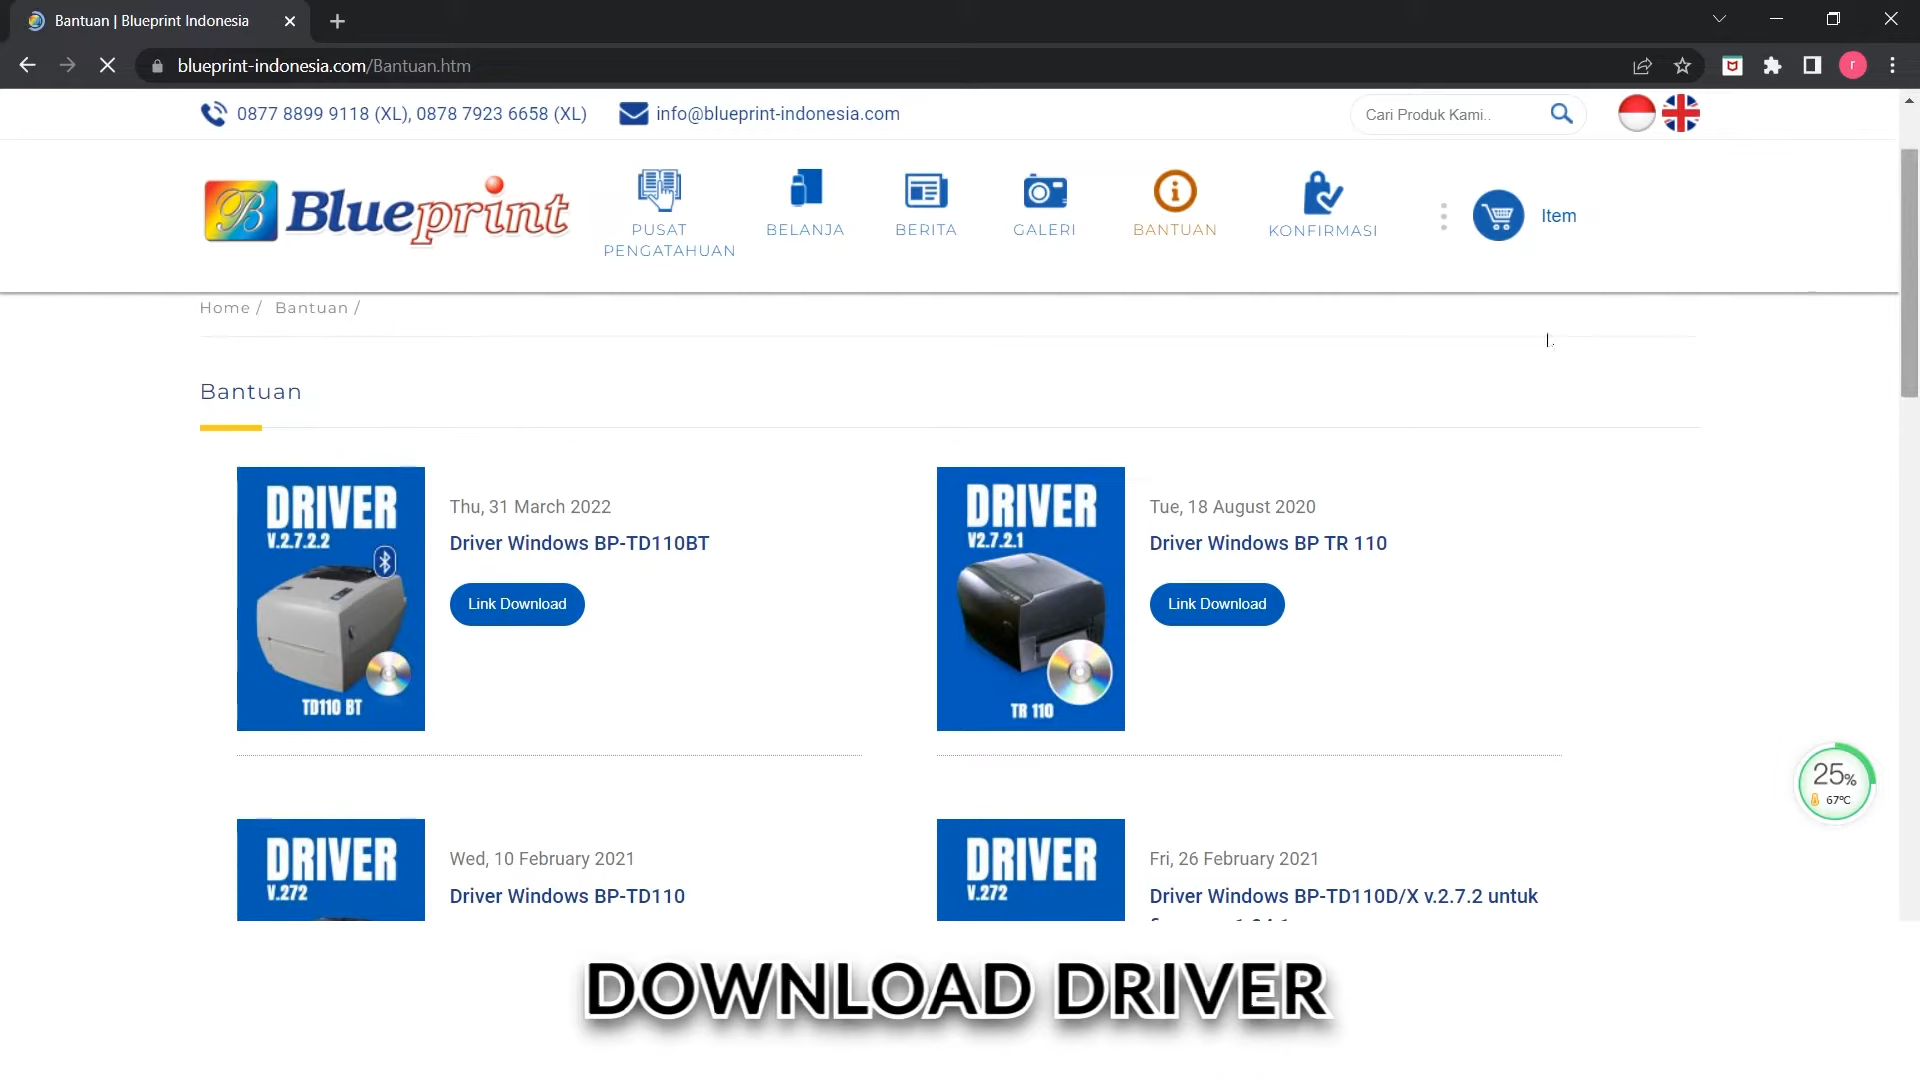 Bantuan | Blueprint Indonesia
blueprint-indonesia.com/Bantuan.htm
r
0877 8899 9118 (XL), 0878 7923 6658 (XL)
info@blueprint-indonesia.com
Cari Produk Kami..
B Blueprint
PUSAT
PENGATAHUAN
BELANJA
BERITA
GALERI
BANTUAN
KONFIRMASI
Item
Home / Bantuan /
Bantuan
DRIVER
V.2.7.2.2
TD110 BT
Thu, 31 March 2022
Driver Windows BP-TD110BT
Link Download
DRIVER
V2.7.2.1
TR 110
Tue, 18 August 2020
Driver Windows BP TR 110
Link Download
25%
67°C
DRIVER
V.272
Wed, 10 February 2021
Driver Windows BP-TD110
DRIVER
V.272
Fri, 26 February 2021
Driver Windows BP-TD110D/X v.2.7.2 untuk
DOWNLOAD DRIVER